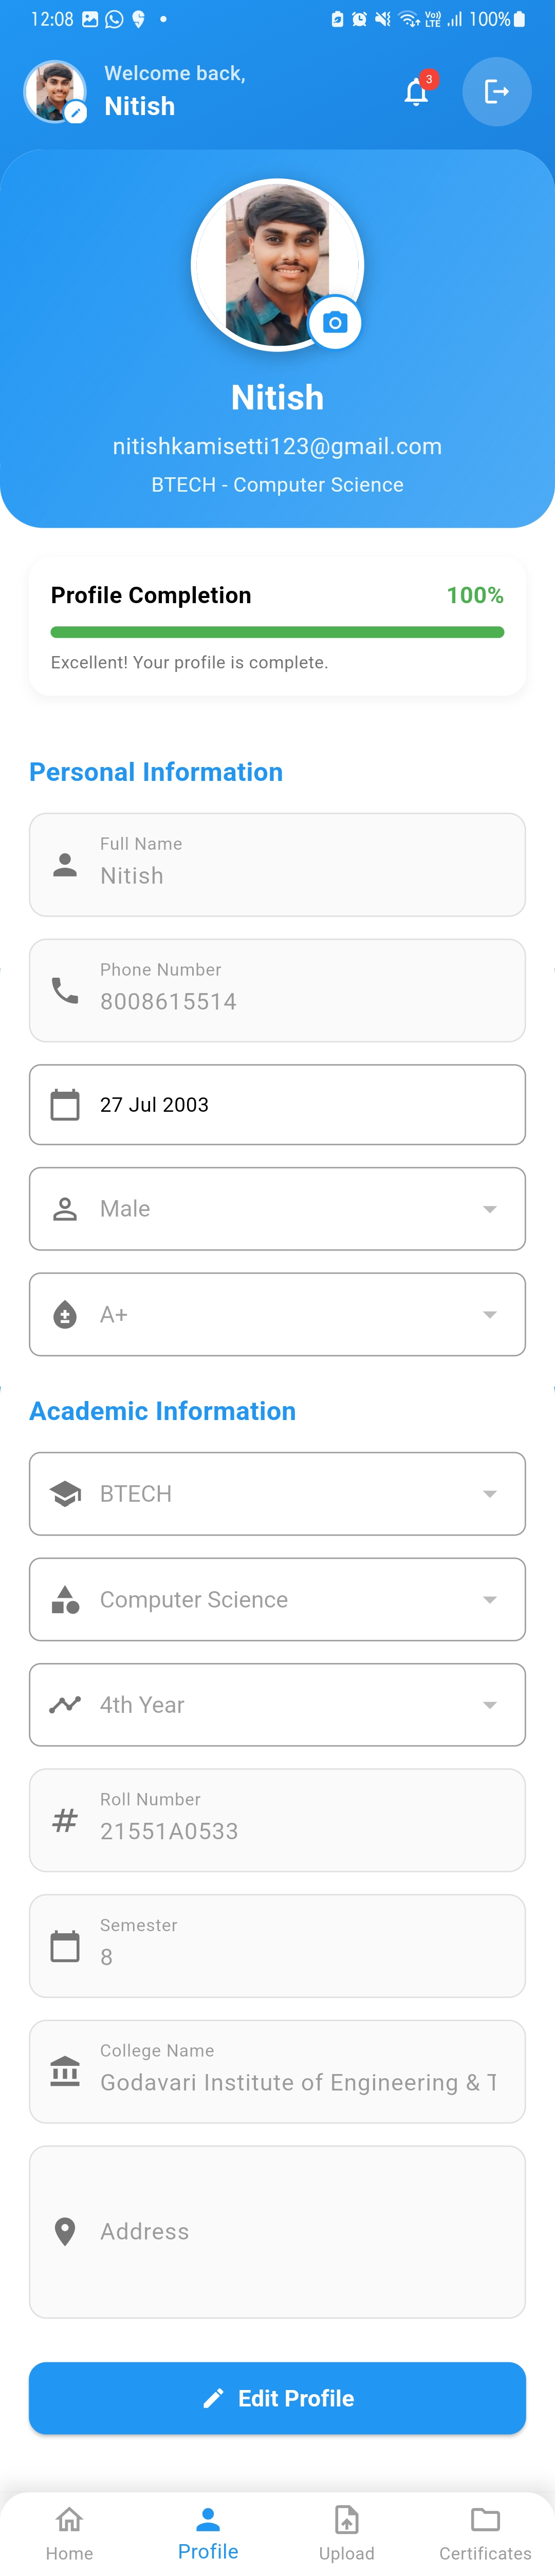 12:08 Vo)) LTE 100%
Welcome back,
Nitish
3
Nitish
nitishkamisetti123@gmail.com
BTECH - Computer Science
Profile Completion 100%
Excellent! Your profile is complete.
Personal Information
Full Name
Nitish
Phone Number
8008615514
27 Jul 2003
Male
A+
Academic Information
BTECH
Computer Science
4th Year
Roll Number
21551A0533
Semester
8
College Name
Godavari Institute of Engineering & T
Address
Edit Profile
Home Profile Upload Certificates